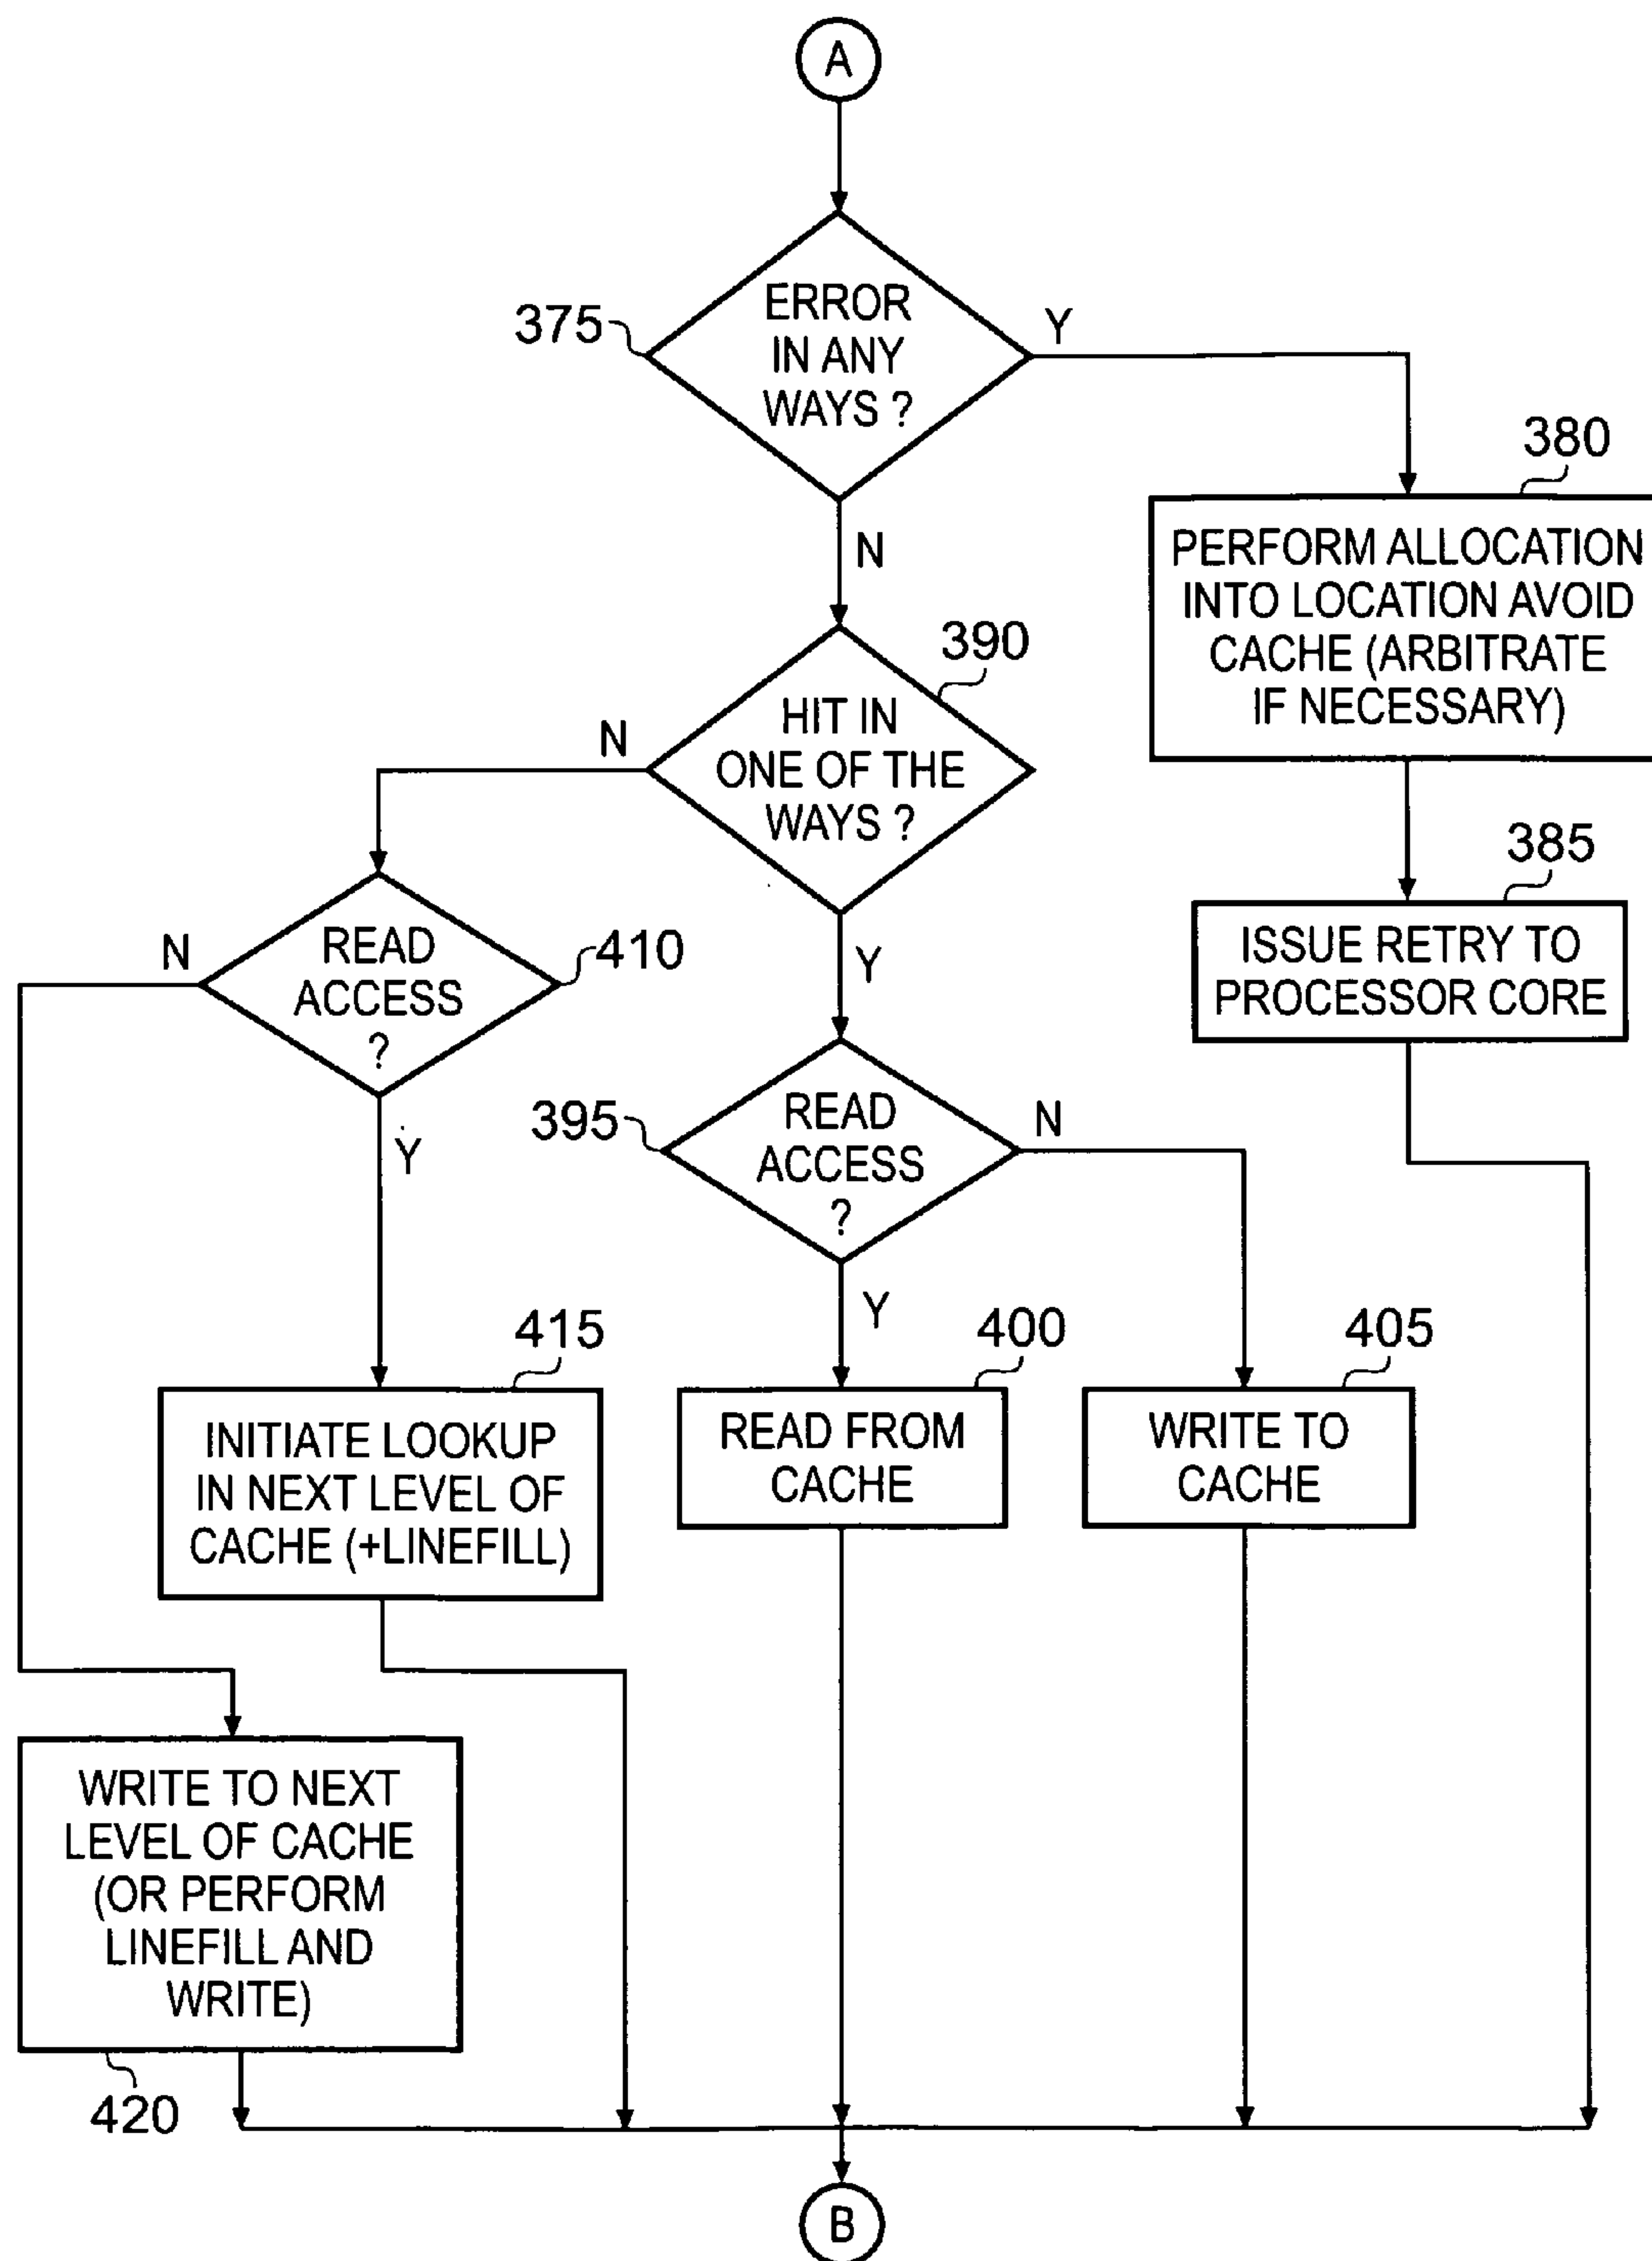 A
375
ERROR
IN ANY
WAYS ?
Y
N
380
PERFORM ALLOCATION
INTO LOCATION AVOID
CACHE (ARBITRATE
IF NECESSARY)
390
HIT IN
ONE OF THE
WAYS ?
N
Y
385
ISSUE RETRY TO
PROCESSOR CORE
410
READ
ACCESS
?
N
Y
395
READ
ACCESS
?
N
Y
415
INITIATE LOOKUP
IN NEXT LEVEL OF
CACHE (+LINEFILL)
400
READ FROM
CACHE
405
WRITE TO
CACHE
WRITE TO NEXT
LEVEL OF CACHE
(OR PERFORM
LINEFILL AND
WRITE)
420
B